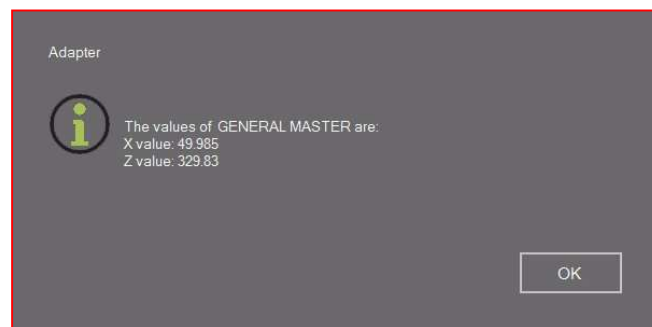 Adapter
The values of GENERAL MASTER are:
X value: 49.985
Z value: 329.83
OK